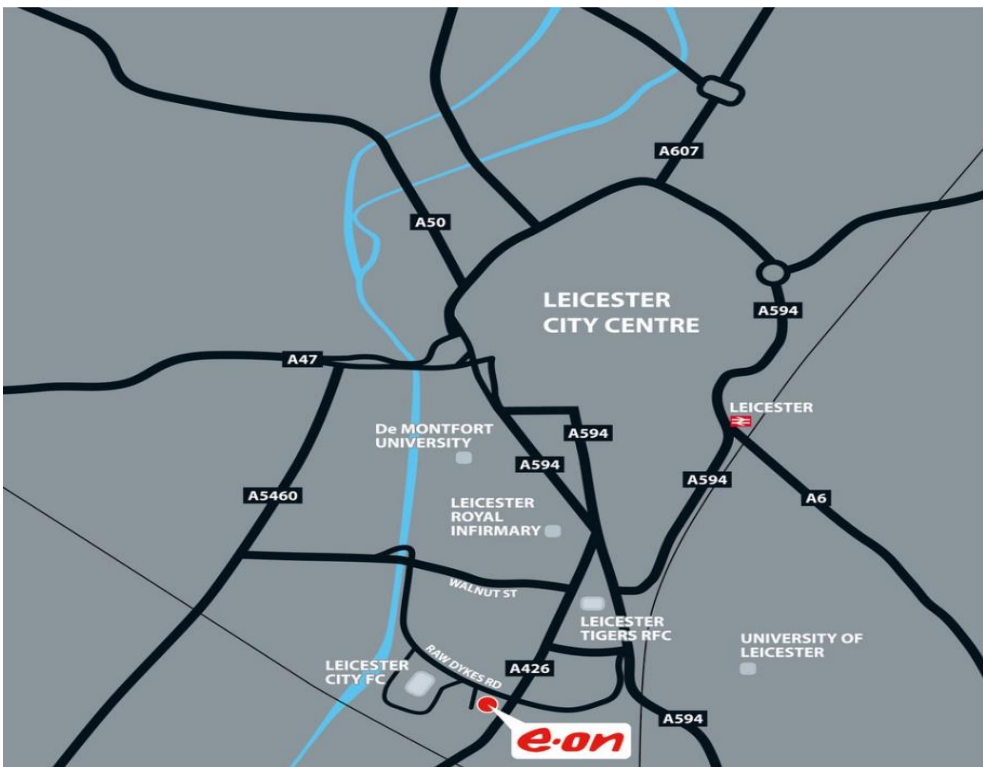 A607
A50
LEICESTER
CITY CENTRE
A594
A47
LEICESTER
De MONTFORT
UNIVERSITY
A594
A594
A594
A5460
A6
LEICESTER
ROYAL
INFIRMARY
WALNUT ST
LEICESTER
TIGERS RFC
UNIVERSITY OF
LEICESTER
RAW DYKES RD
LEICESTER
CITY FC
A426
A594
e·on